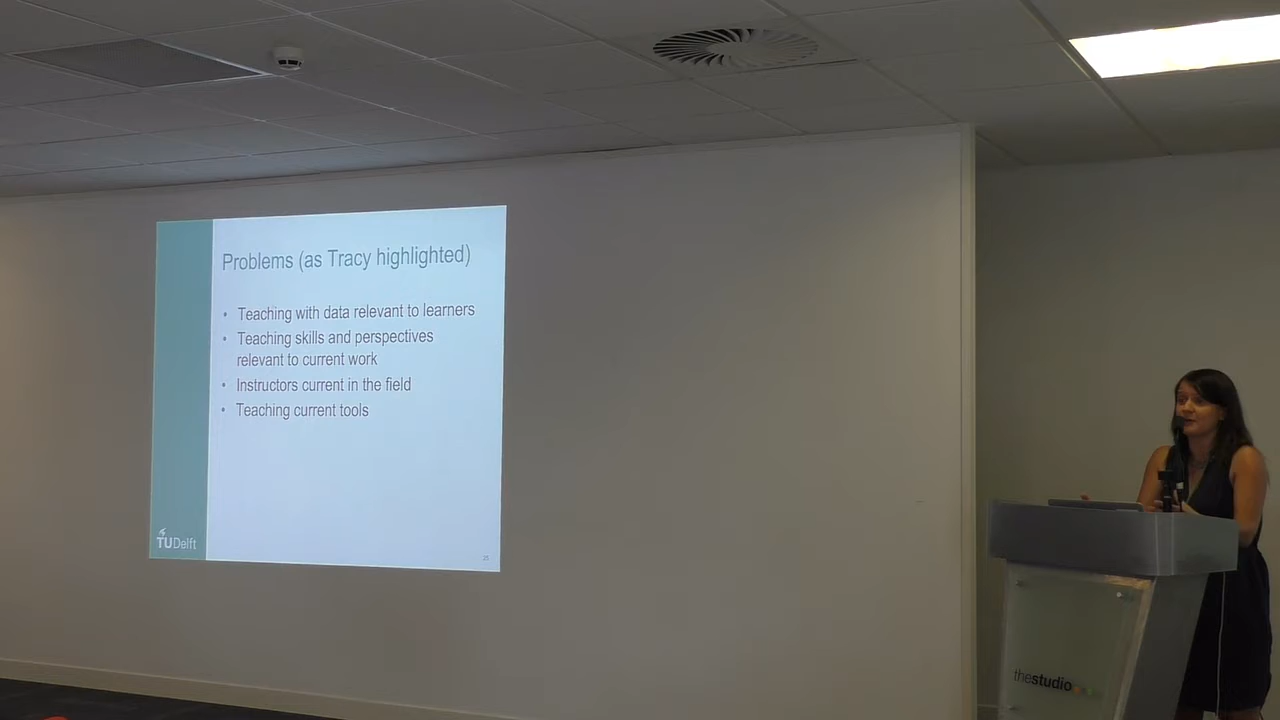 Problems (as Tracy highlighted)
• Teaching with data relevant to learners
• Teaching skills and perspectives
relevant to current work
• Instructors current in the field
• Teaching current tools
TUDelft
thestudio